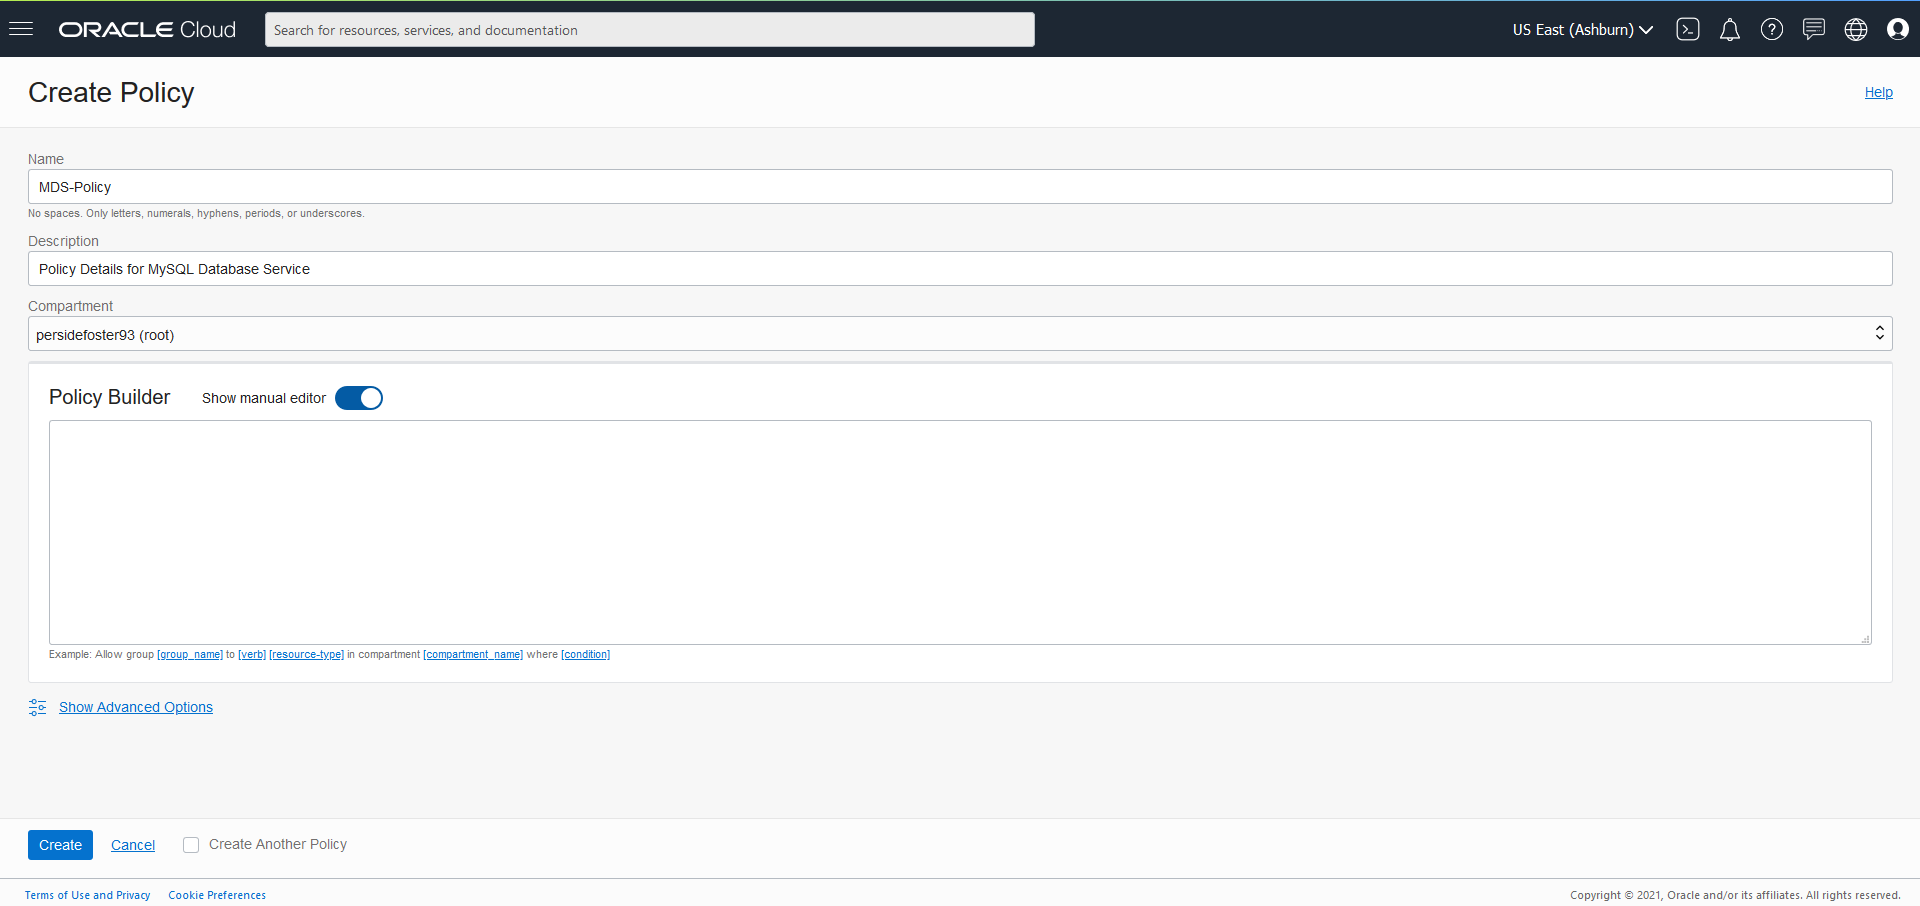 ORACLE Cloud
Search for resources, services, and documentation
US East (Ashburn)
Create Policy
Help
Name
MDS-Policy
No spaces. Only letters, numerals, hyphens, periods, or underscores.
Description
Policy Details for MySQL Database Service
Compartment
persidefoster93 (root)
Policy Builder
Show manual editor
Example: Allow group [group_name] to [verb] [resource-type] in compartment [compartment_name] where [condition]
Show Advanced Options
Create
Cancel
Create Another Policy
Terms of Use and Privacy
Cookie Preferences
Copyright © 2021, Oracle and/or its affiliates. All rights reserved.